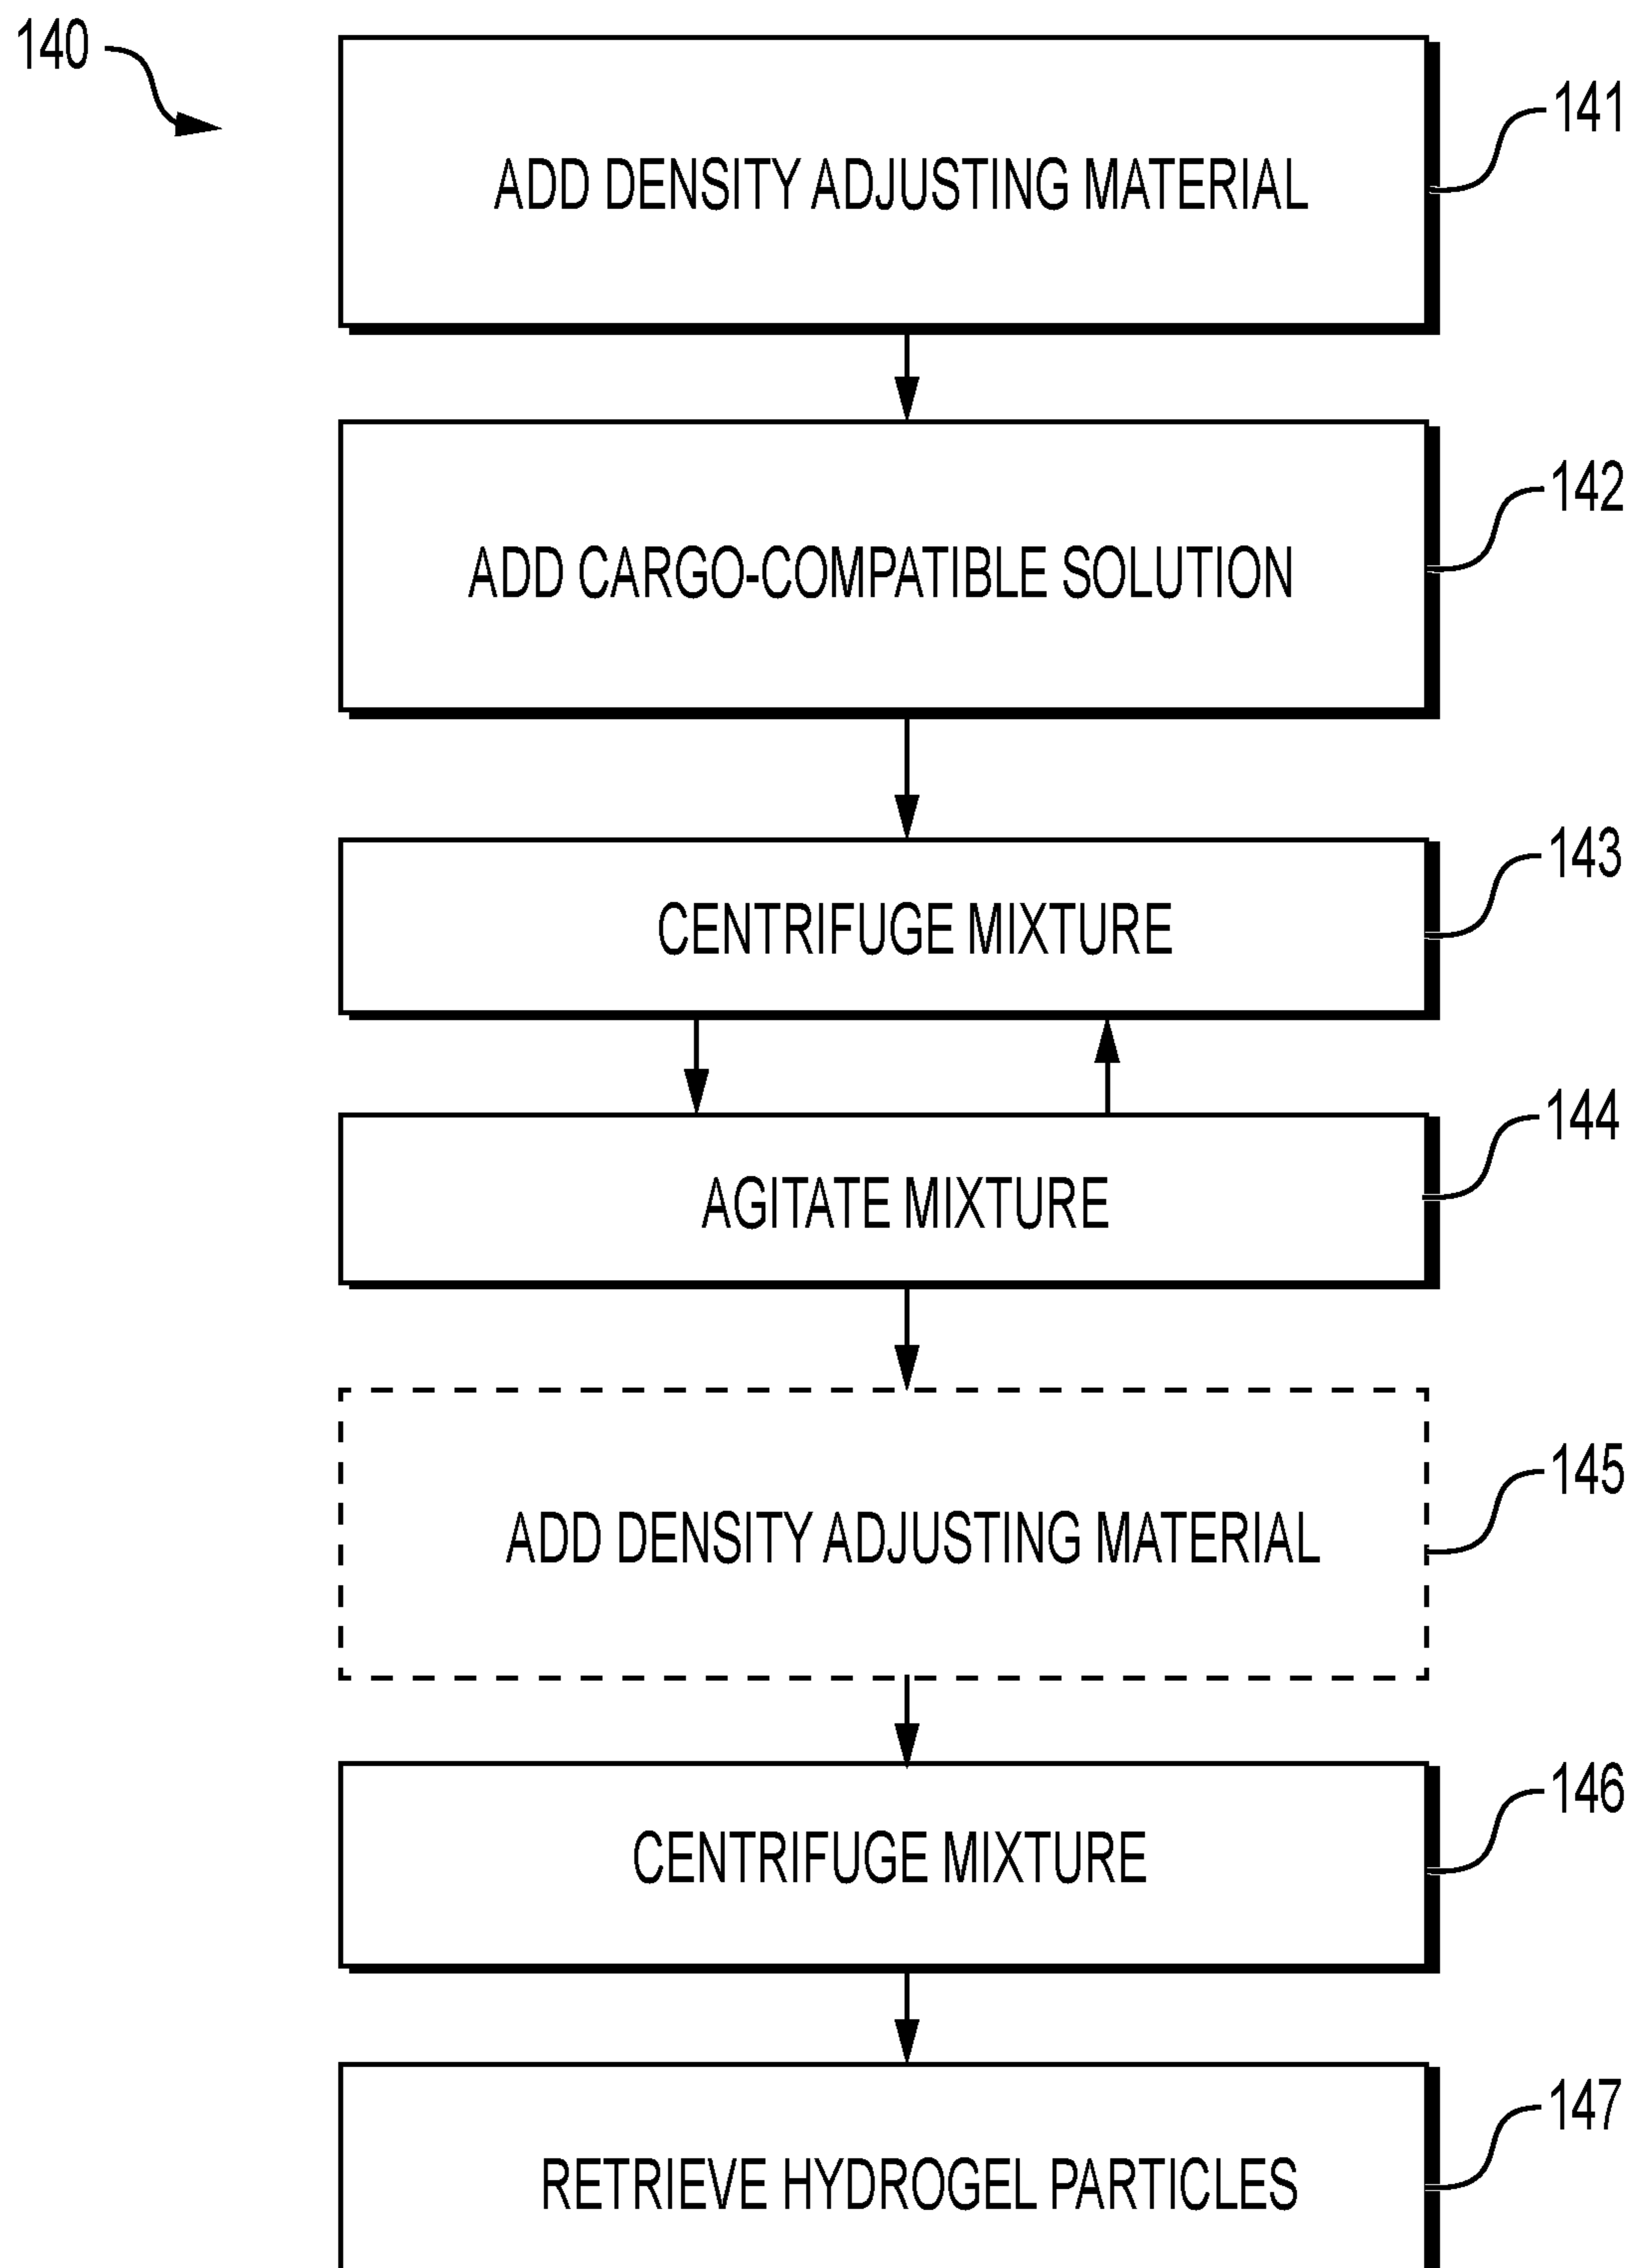 140
141
ADD DENSITY ADJUSTING MATERIAL
142
ADD CARGO-COMPATIBLE SOLUTION
143
CENTRIFUGE MIXTURE
144
AGITATE MIXTURE
145
ADD DENSITY ADJUSTING MATERIAL
146
CENTRIFUGE MIXTURE
147
RETRIEVE HYDROGEL PARTICLES